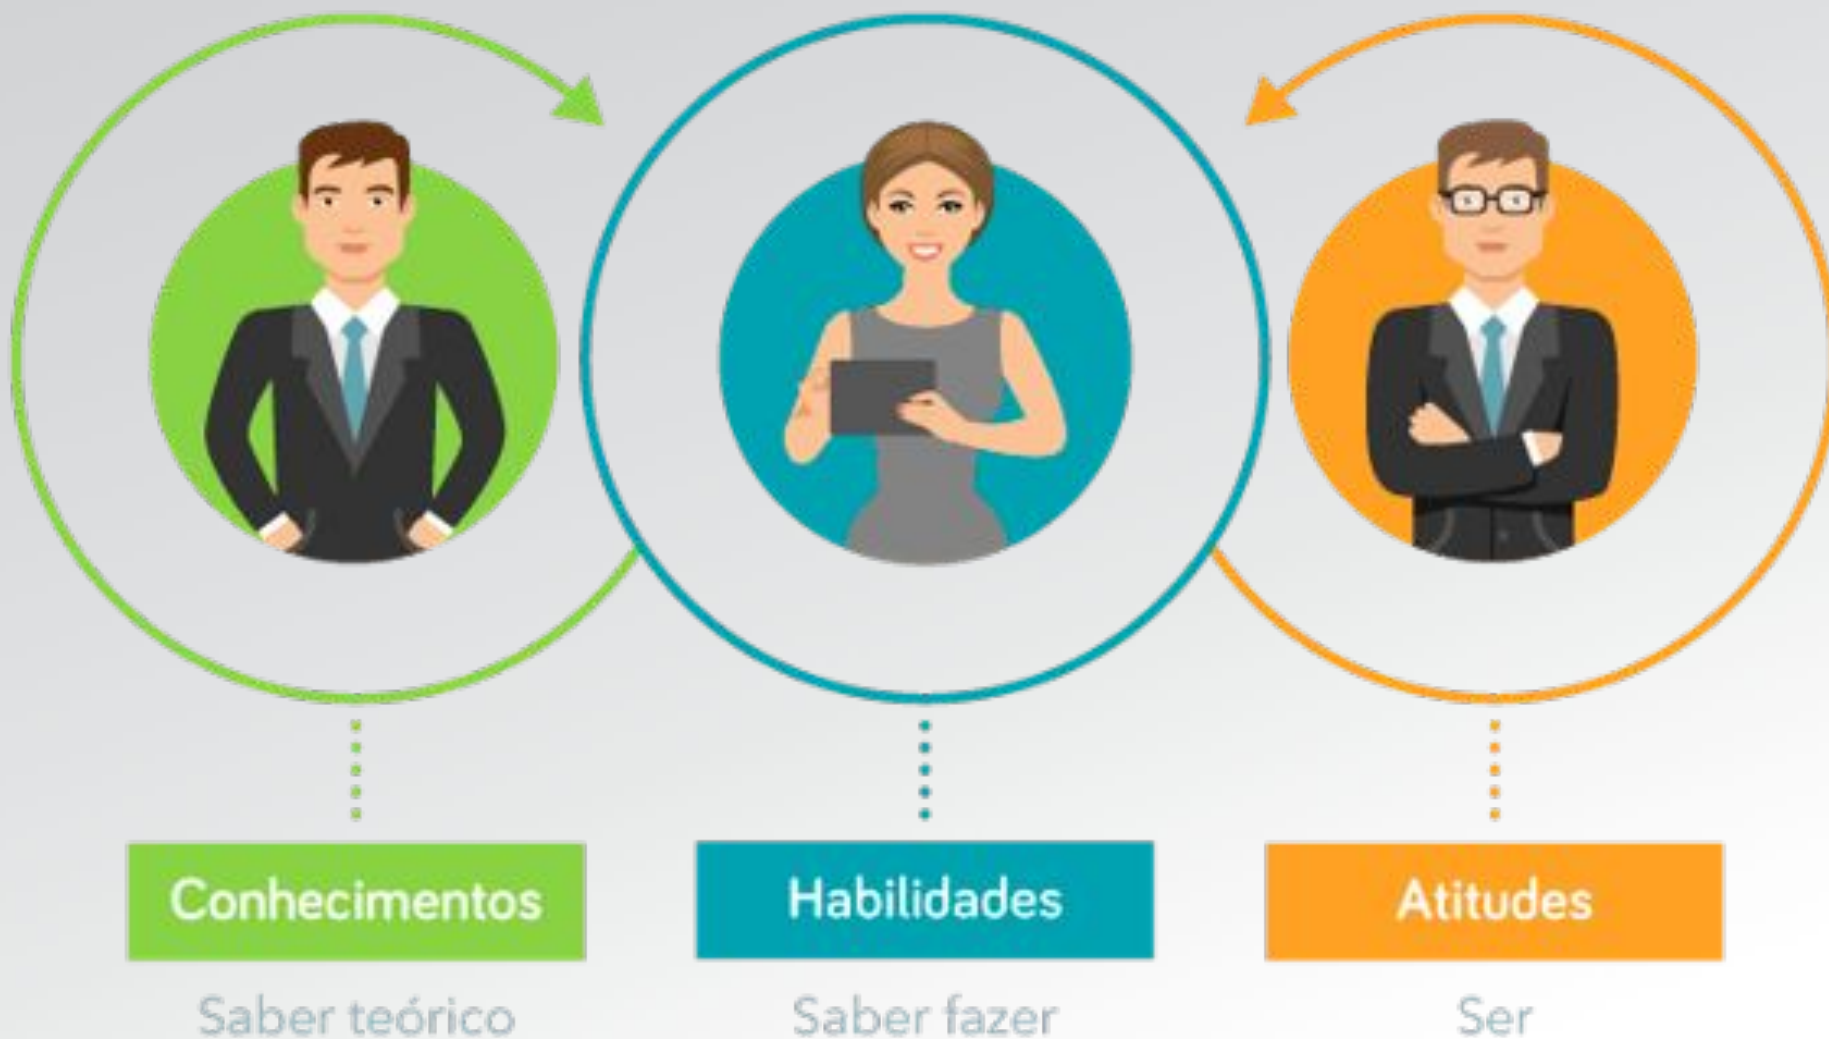 Conhecimentos
Habilidades
Atitudes
Saber teórico
Saber fazer
Ser